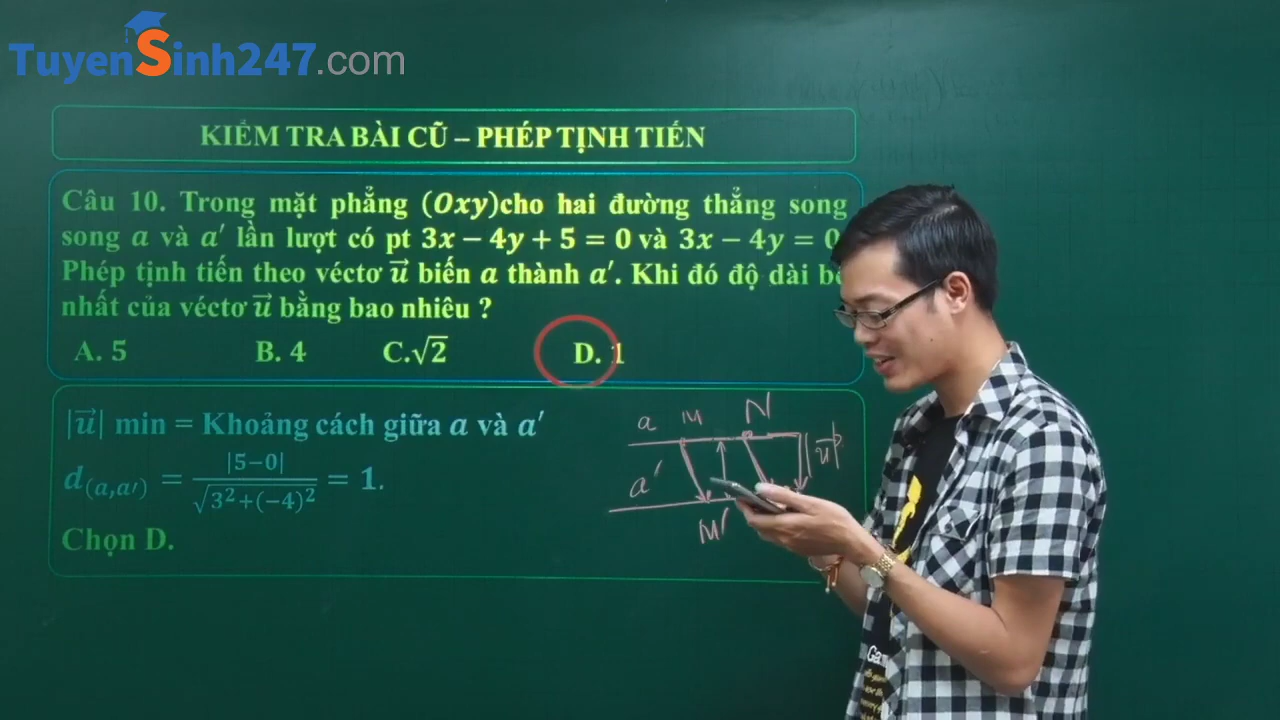 TuyenSinh247.com
KIỂM TRA BÀI CŨ – PHÉP TỊNH TIẾN
Câu 10. Trong mặt phẳng (Oxy)cho hai đường thẳng song
song a và a′ lần lượt có pt 3x − 4y + 5 = 0 và 3x − 4y = 0
Phép tịnh tiến theo véctơ u⃗ biến a thành a′. Khi đó độ dài bé
nhất của véctơ u⃗ bằng bao nhiêu ?
A. 5 B. 4 C.√2 D. 1
|u⃗| min = Khoảng cách giữa a và a′
d(a,a′) = |5−0| / √(3²+(−4)²) = 1.
Chọn D.
a M N
a′ |u⃗|
M′
Ga